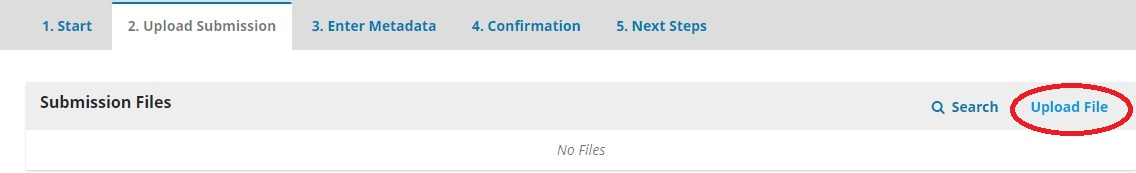 1. Start 2. Upload Submission 3. Enter Metadata 4. Confirmation 5. Next Steps
Submission Files Search Upload File
No Files